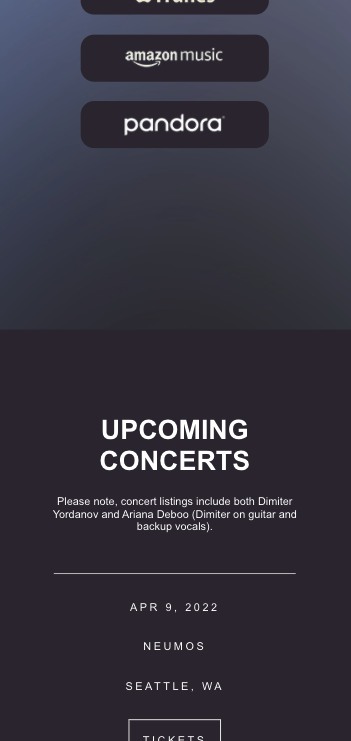 iTunes
amazon music
pandora
UPCOMING
CONCERTS
Please note, concert listings include both Dimiter
Yordanov and Ariana Deboo (Dimiter on guitar and
backup vocals).
APR 9, 2022
NEUMOS
SEATTLE, WA
TICKETS